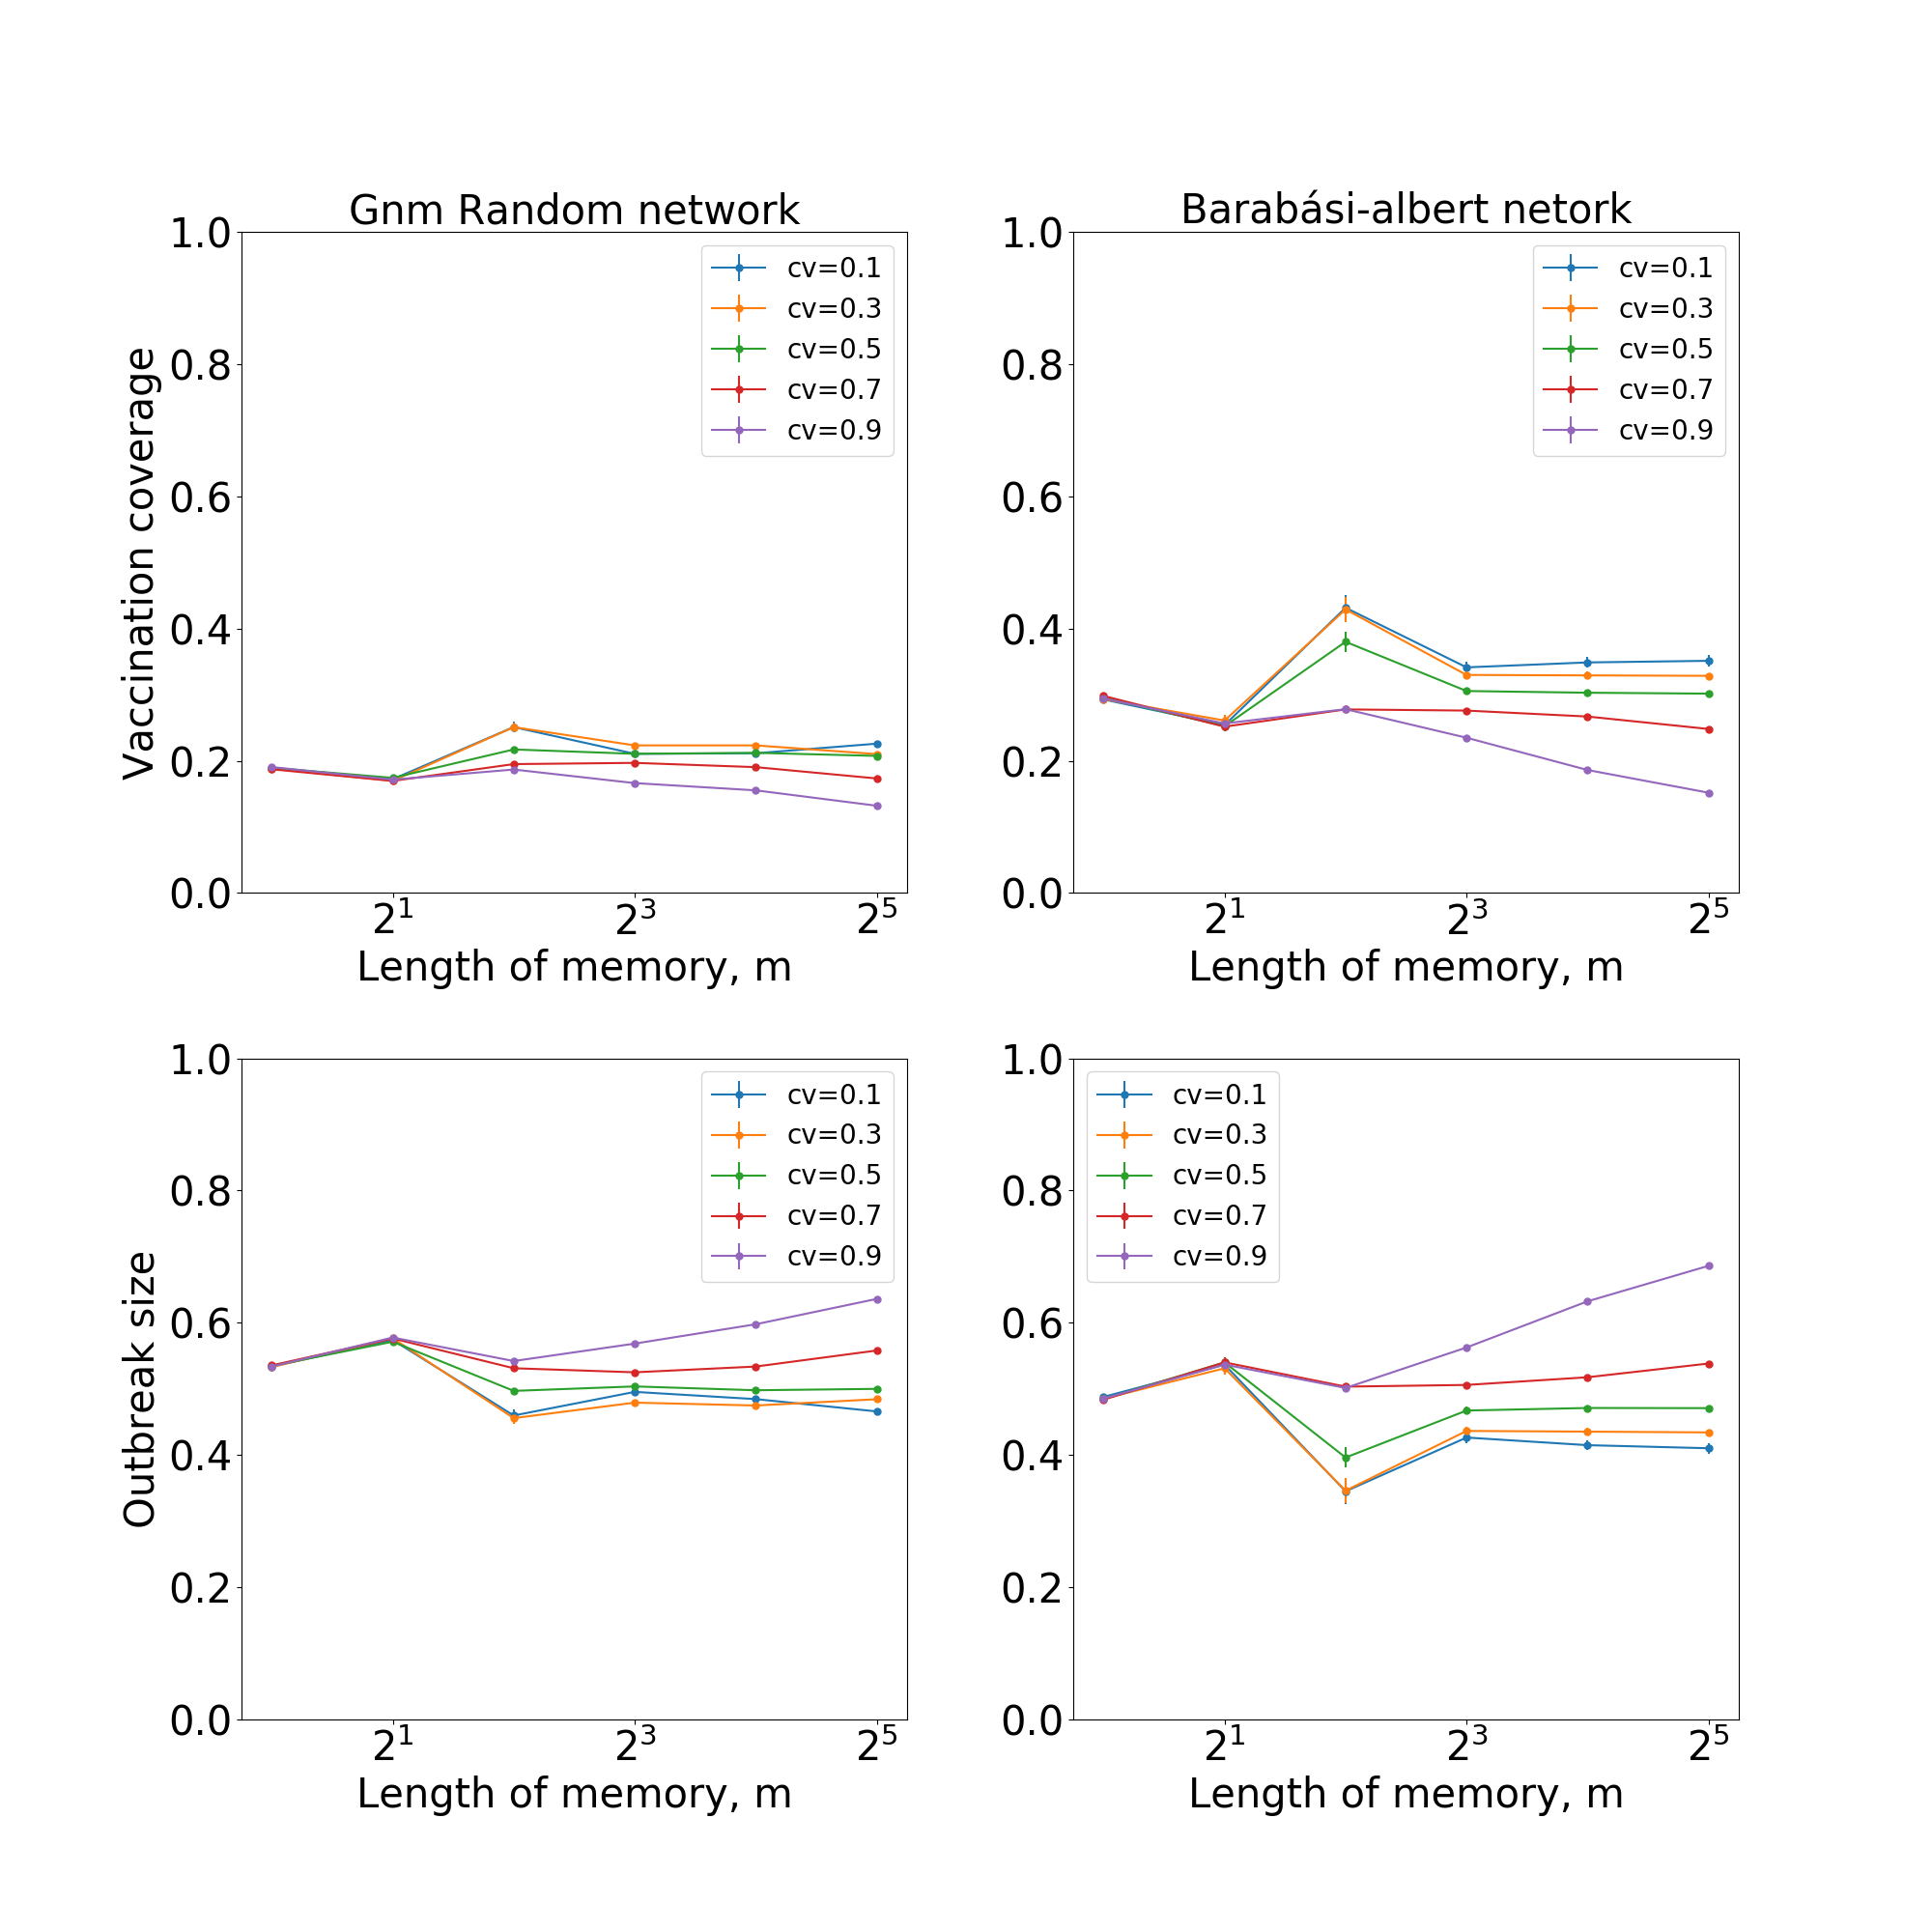 Gnm Random network
Vaccination coverage
1.0
0.8
0.6
0.4
0.2
0.0
cv=0.1
cv=0.3
cv=0.5
cv=0.7
cv=0.9
2^1
2^3
2^5
Length of memory, m
Barabási-albert netork
1.0
0.8
0.6
0.4
0.2
0.0
cv=0.1
cv=0.3
cv=0.5
cv=0.7
cv=0.9
2^1
2^3
2^5
Length of memory, m
Outbreak size
1.0
0.8
0.6
0.4
0.2
0.0
cv=0.1
cv=0.3
cv=0.5
cv=0.7
cv=0.9
2^1
2^3
2^5
Length of memory, m
1.0
0.8
0.6
0.4
0.2
0.0
cv=0.1
cv=0.3
cv=0.5
cv=0.7
cv=0.9
2^1
2^3
2^5
Length of memory, m